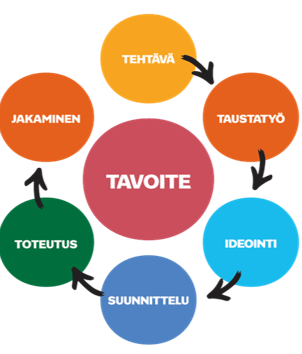 TEHTÄVÄ
TAUSTATYÖ
IDEOINTI
SUUNNITTELU
TOTEUTUS
JAKAMINEN
TAVOITE